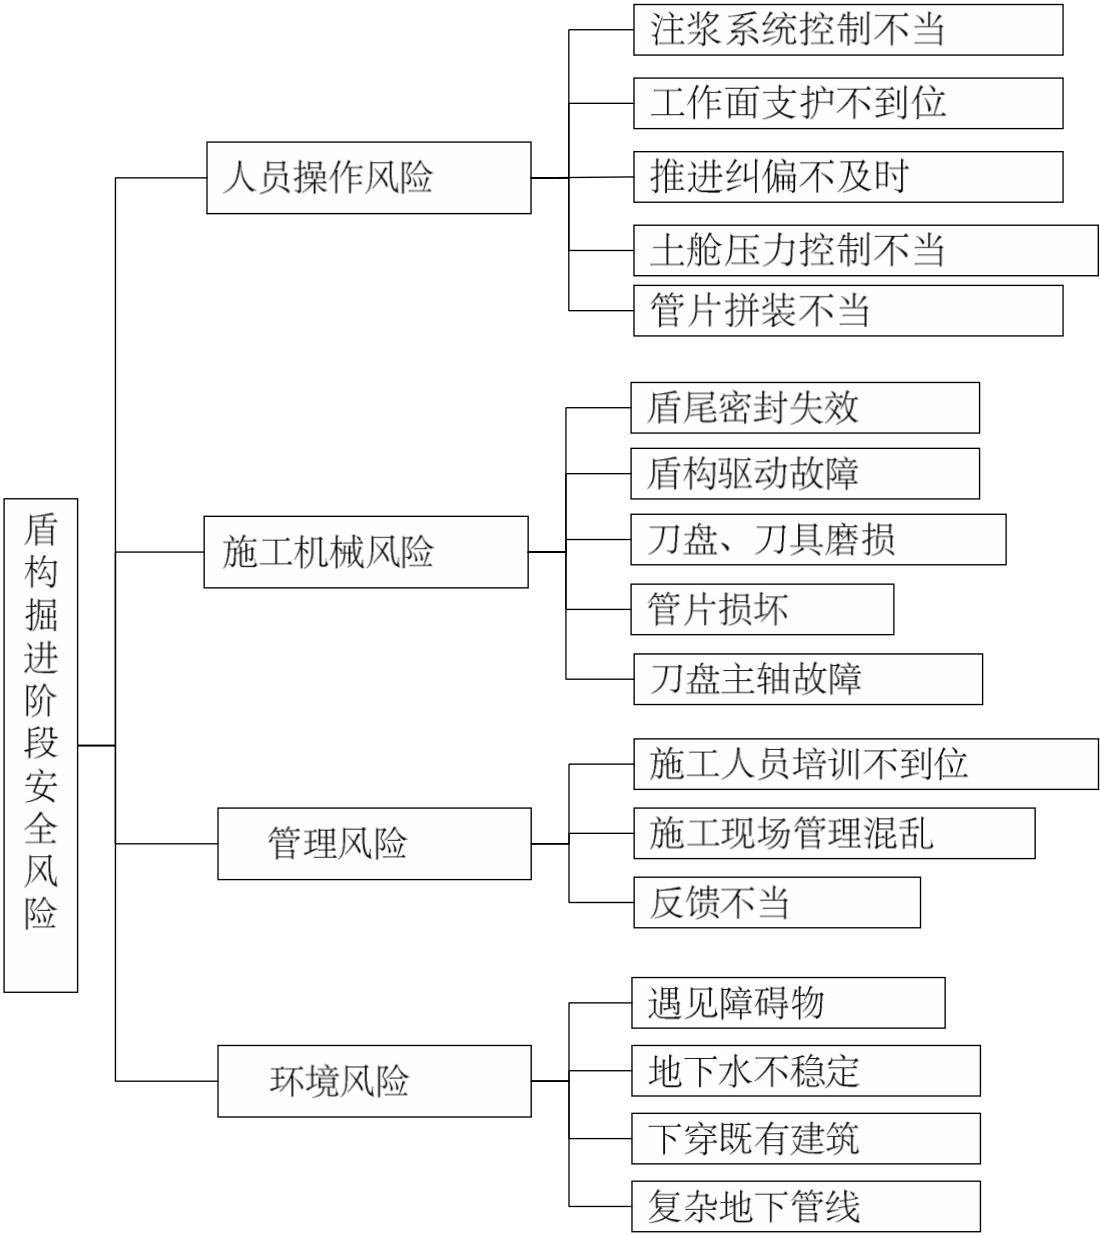 盾构掘进阶段安全风险
人员操作风险
注浆系统控制不当
工作面支护不到位
推进纠偏不及时
土舱压力控制不当
管片拼装不当
施工机械风险
盾尾密封失效
盾构驱动故障
刀盘、刀具磨损
管片损坏
刀盘主轴故障
管理风险
施工人员培训不到位
施工现场管理混乱
反馈不当
环境风险
遇见障碍物
地下水不稳定
下穿既有建筑
复杂地下管线